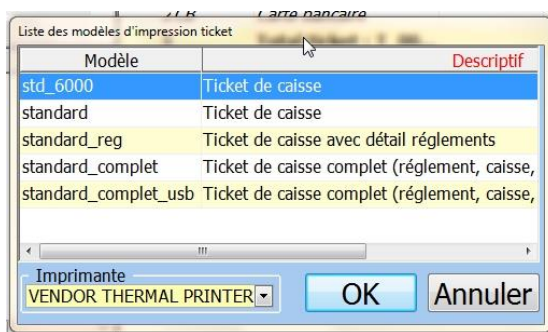 Carte bancaire
Liste des modèles d'impression ticket
Modèle Descriptif
std_6000 Ticket de caisse
standard Ticket de caisse
standard_reg Ticket de caisse avec détail réglements
standard_complet Ticket de caisse complet (réglement, caisse,
standard_complet_usb Ticket de caisse complet (réglement, caisse,
Imprimante
VENDOR THERMAL PRINTER
OK Annuler